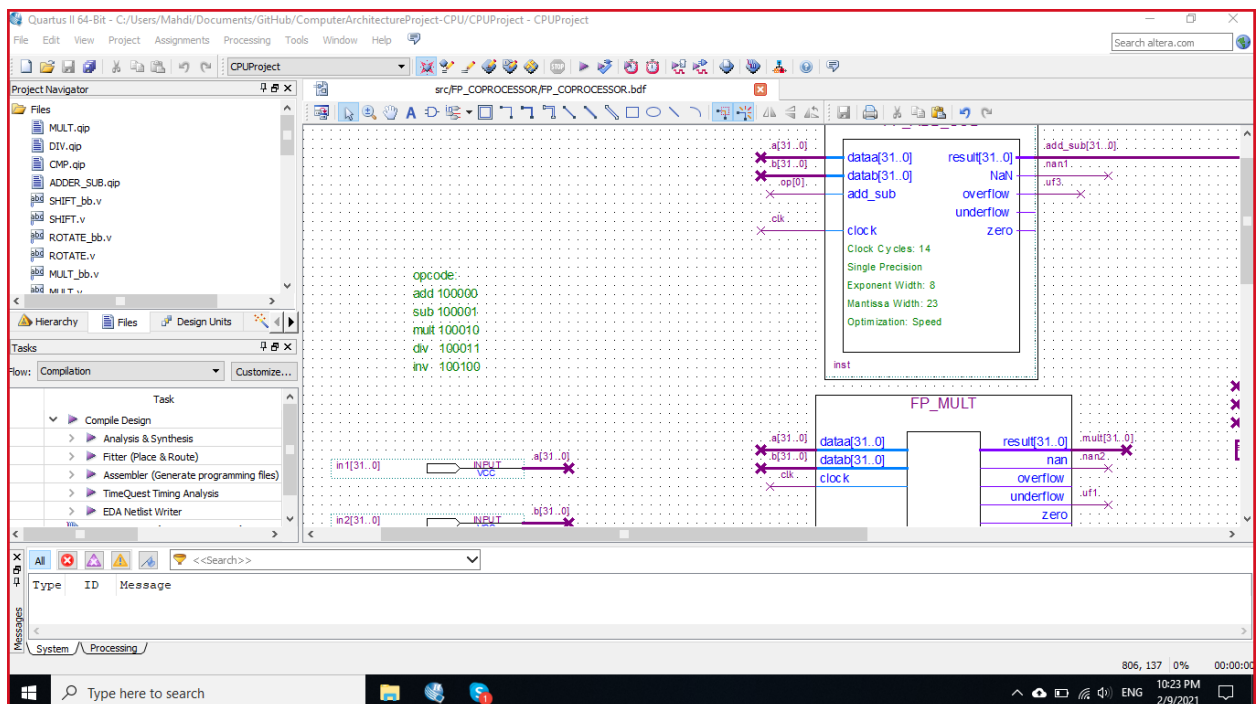 Quartus II 64-Bit - C:/Users/Mahdi/Documents/GitHub/ComputerArchitectureProject-CPU/CPUProject - CPUProject
File Edit View Project Assignments Processing Tools Window Help
Search altera.com
CPUProject
Project Navigator
Files
MULT.qip
DIV.qip
CMP.qip
ADDER_SUB.qip
SHIFT_bb.v
SHIFT.v
ROTATE_bb.v
ROTATE.v
MULT_bb.v
MULT.v
Hierarchy Files Design Units
Tasks
Flow: Compilation Customize...
Task
Compile Design
Analysis & Synthesis
Fitter (Place & Route)
Assembler (Generate programming files)
TimeQuest Timing Analysis
EDA Netlist Writer
src/FP_COPROCESSOR/FP_COPROCESSOR.bdf
opcode:
add 100000
sub 100001
mult 100010
div 100011
inv 100100
in1[31..0] INPUT VCC a[31..0]
in2[31..0] INPUT b[31..0]
a[31..0] dataa[31..0] result[31..0] add_sub[31..0]
b[31..0] datab[31..0] NaN nan1
op[0] add_sub overflow uf3
underflow
clk clock zero
Clock Cycles: 14
Single Precision
Exponent Width: 8
Mantissa Width: 23
Optimization: Speed
inst
FP_MULT
a[31..0] dataa[31..0] result[31..0] mult[31..0]
b[31..0] datab[31..0] nan nan2
clk clock overflow
underflow uf1
zero
All <<Search>>
Type ID Message
Messages
System Processing
806, 137 0% 00:00:00
Type here to search
ENG
10:23 PM
2/9/2021